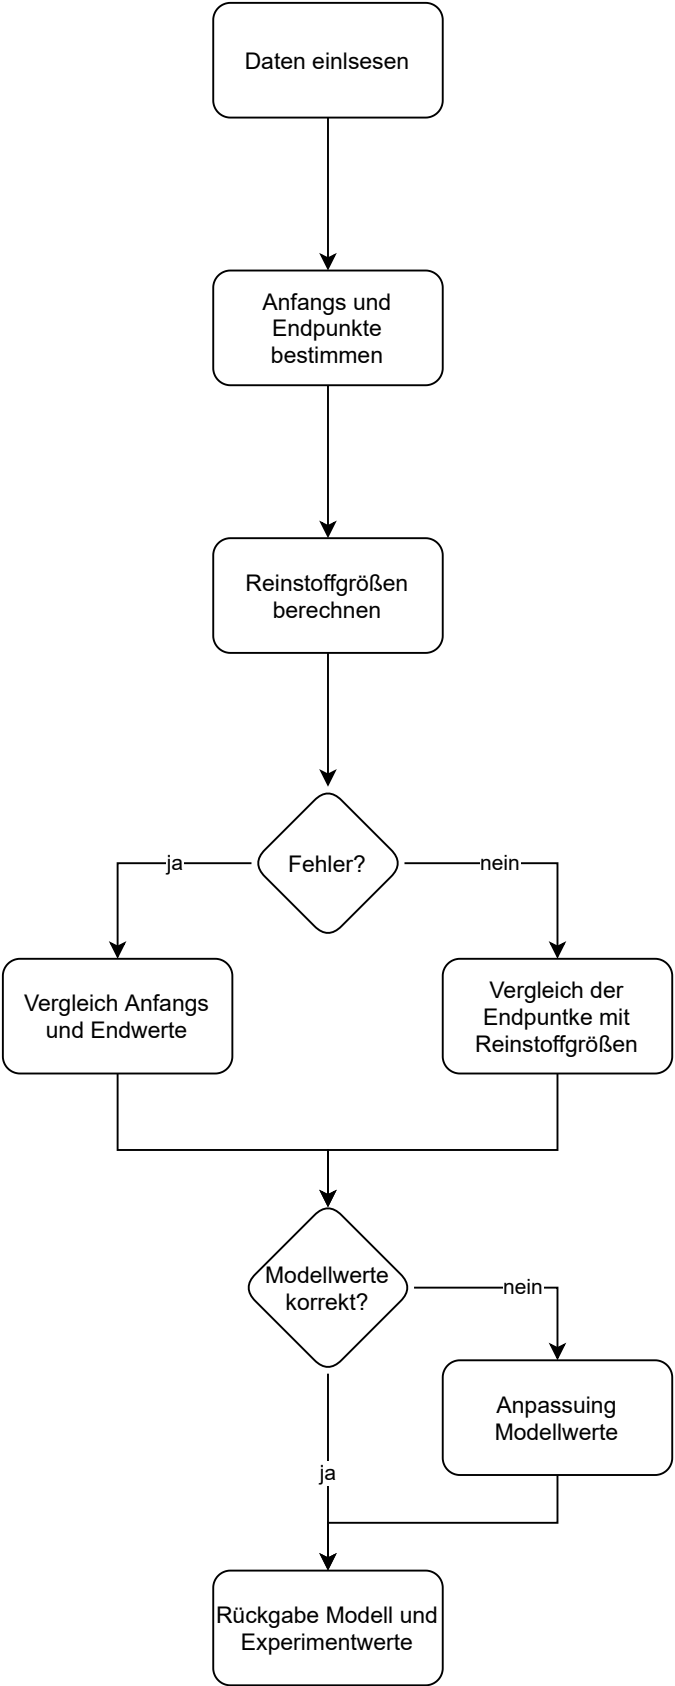 Daten einlsesen
Anfangs und
Endpunkte
bestimmen
Reinstoffgrößen
berechnen
Fehler?
ja
nein
Vergleich Anfangs
und Endwerte
Vergleich der
Endpuntke mit
Reinstoffgrößen
Modellwerte
korrekt?
nein
Anpassuing
Modellwerte
ja
Rückgabe Modell und
Experimentwerte